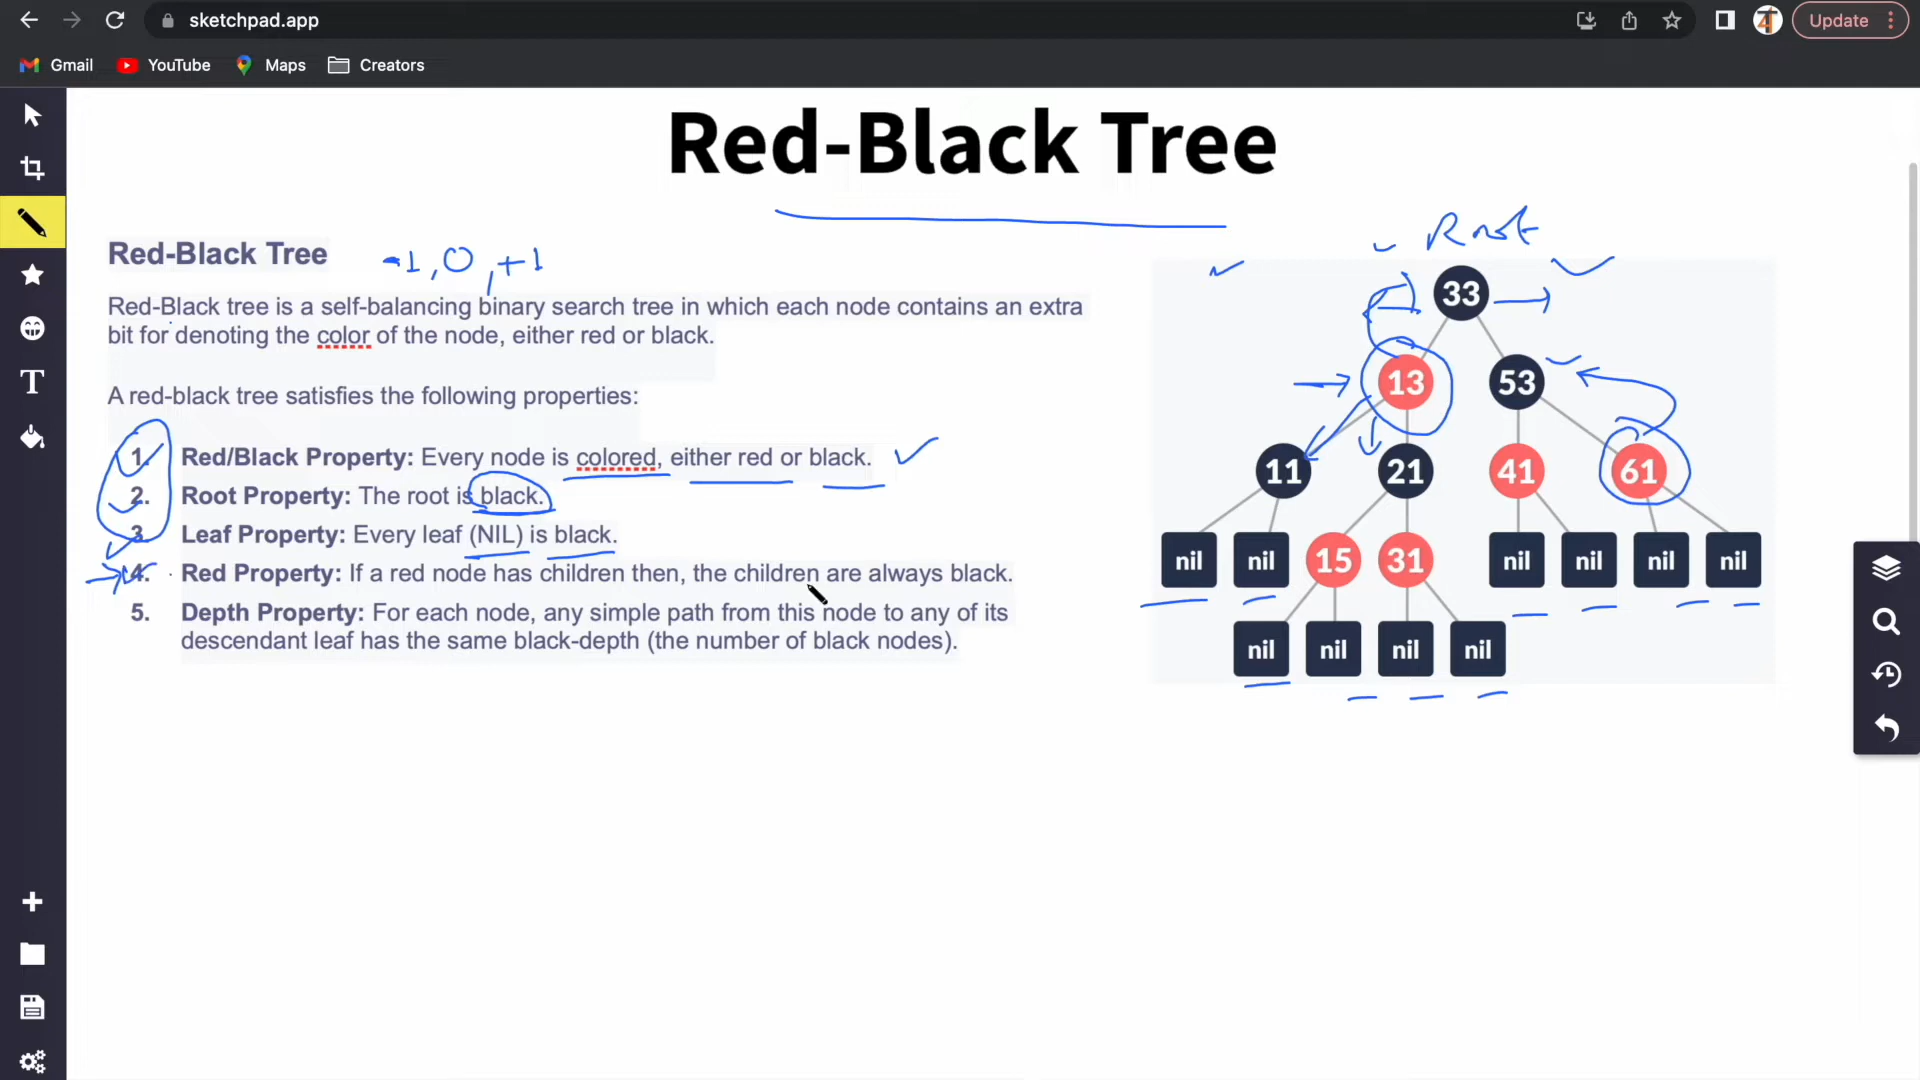 sketchpad.app
Update
Gmail YouTube Maps Creators
Red-Black Tree
Root
Red-Black Tree -1, 0, +1
Red-Black tree is a self-balancing binary search tree in which each node contains an extra
bit for denoting the color of the node, either red or black.
A red-black tree satisfies the following properties:
1. Red/Black Property: Every node is colored, either red or black.
2. Root Property: The root is black.
3. Leaf Property: Every leaf (NIL) is black.
4. Red Property: If a red node has children then, the children are always black.
5. Depth Property: For each node, any simple path from this node to any of its
descendant leaf has the same black-depth (the number of black nodes).
33
13 53
11 21 41 61
nil nil 15 31 nil nil nil nil
nil nil nil nil